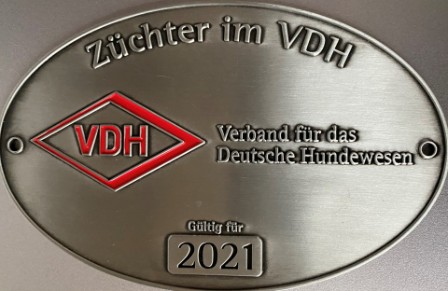 Züchter im VDH
VDH
Verband für das
Deutsche Hundewesen
Gültig für
2021